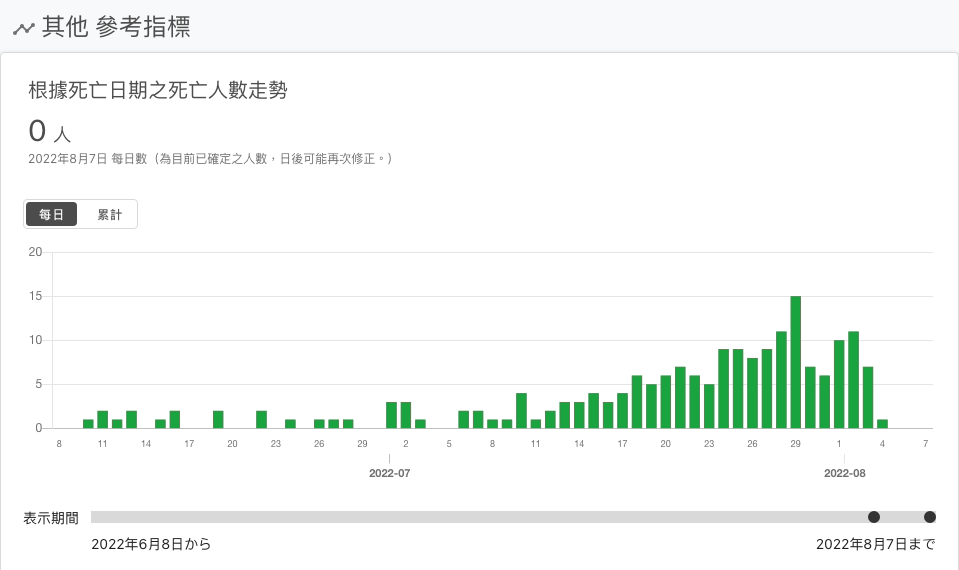 其他 參考指標
根據死亡日期之死亡人數走勢
0 人
2022年8月7日 每日數（為目前已確定之人數，日後可能再次修正。）
每日 累計
20
15
10
5
0
8 11 14 17 20 23 26 29 2 5 8 11 14 17 20 23 26 29 1 4 7
2022-07 2022-08
表示期間
2022年6月8日から 2022年8月7日まで